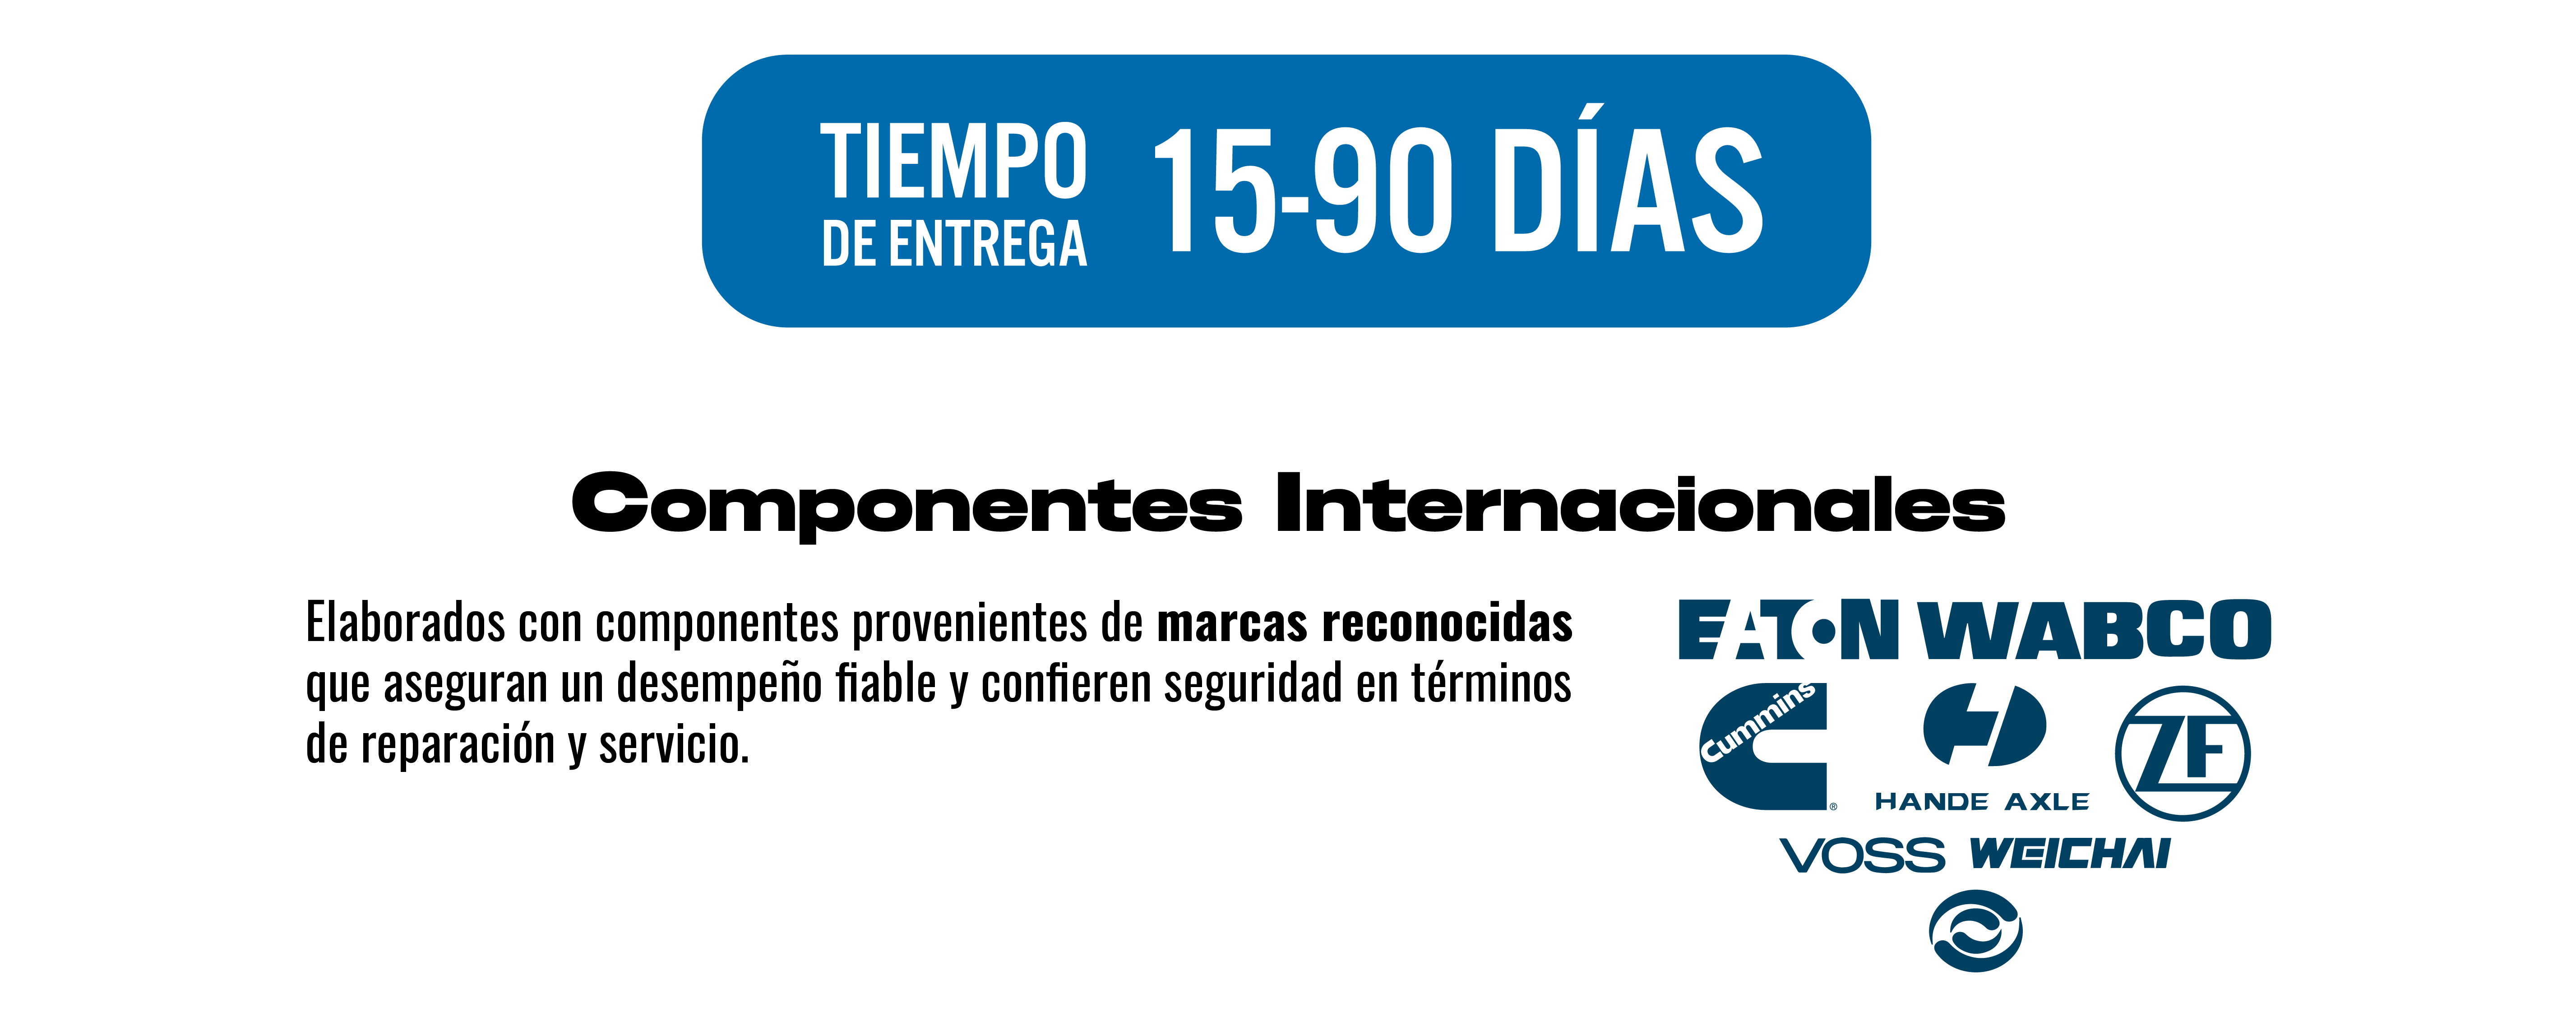 TIEMPO
DE ENTREGA
15-90 DÍAS
Componentes Internacionales
Elaborados con componentes provenientes de marcas reconocidas
que aseguran un desempeño fiable y confieren seguridad en términos
de reparación y servicio.
EATON WABCO
Cummins
®
HANDE AXLE
ZF
VOSS WEICHAI